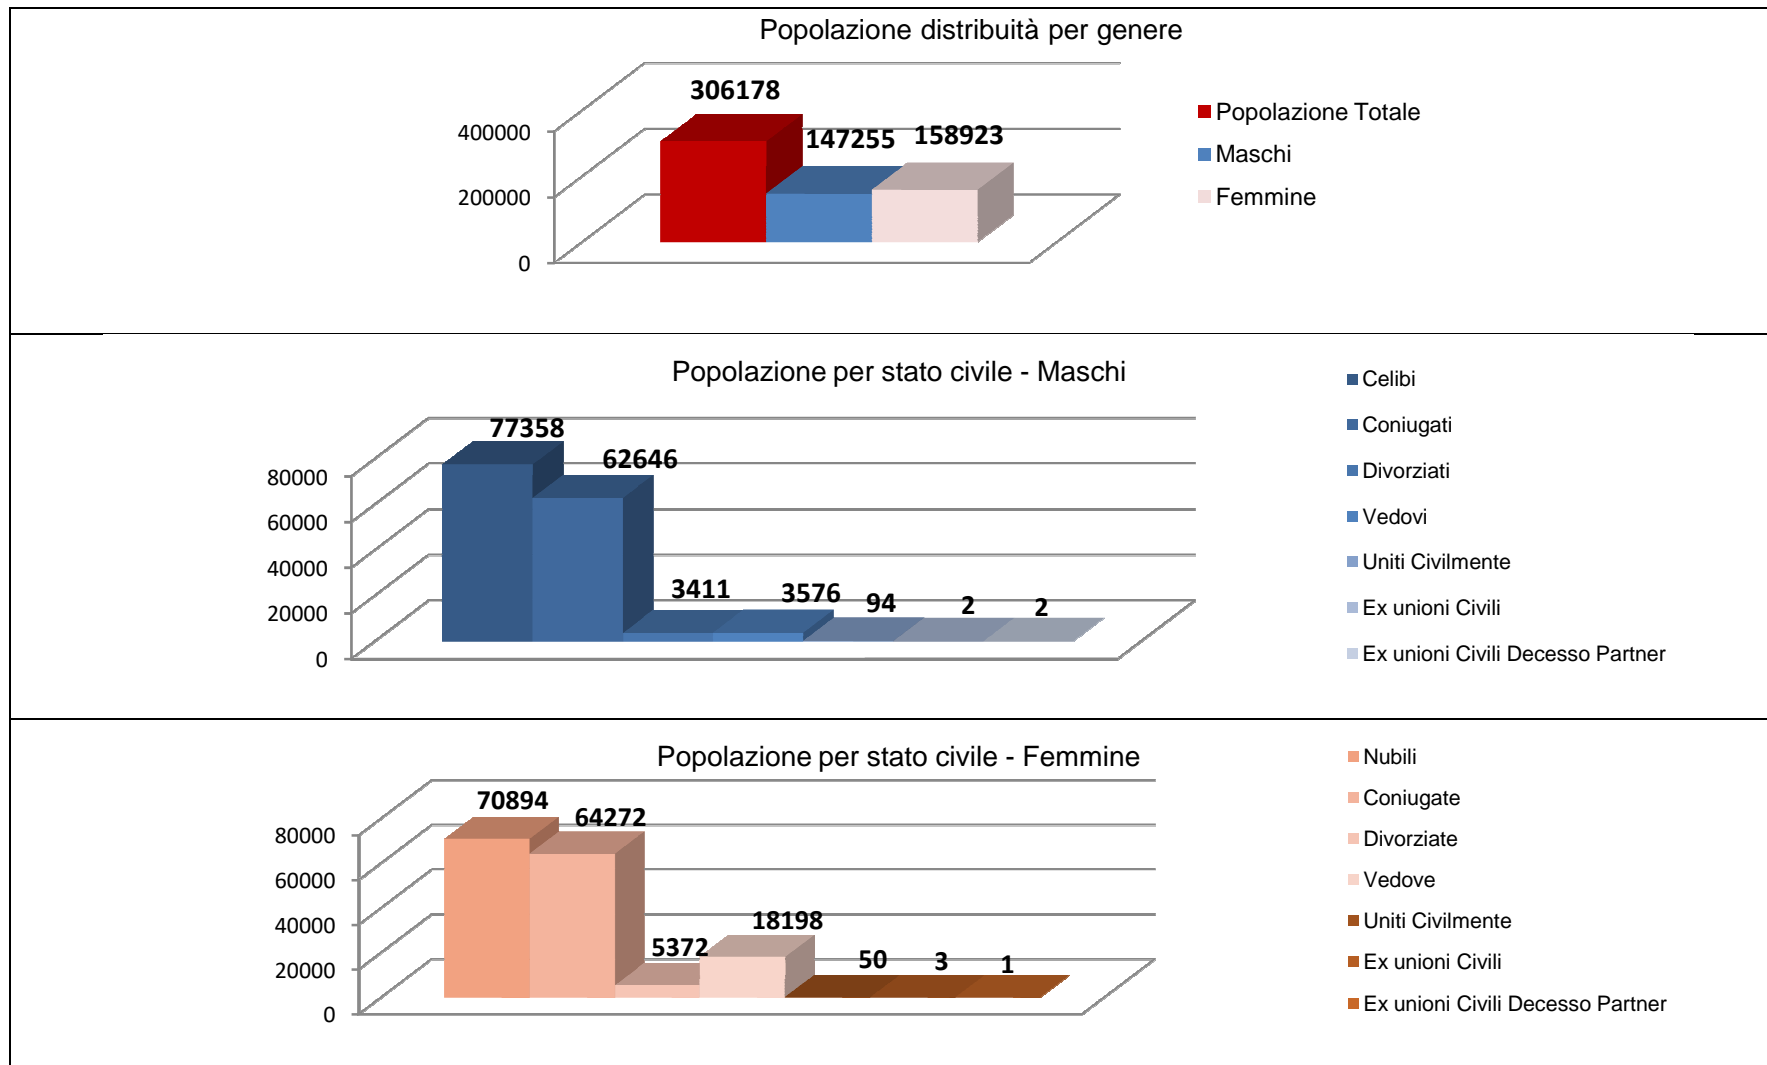 Popolazione distribuità per genere
306178
147255
158923
400000
200000
0
Popolazione Totale
Maschi
Femmine
Popolazione per stato civile - Maschi
77358
62646
3411
3576
94
2
2
80000
60000
40000
20000
0
Celibi
Coniugati
Divorziati
Vedovi
Uniti Civilmente
Ex unioni Civili
Ex unioni Civili Decesso Partner
Popolazione per stato civile - Femmine
70894
64272
5372
18198
50
3
1
80000
60000
40000
20000
0
Nubili
Coniugate
Divorziate
Vedove
Uniti Civilmente
Ex unioni Civili
Ex unioni Civili Decesso Partner